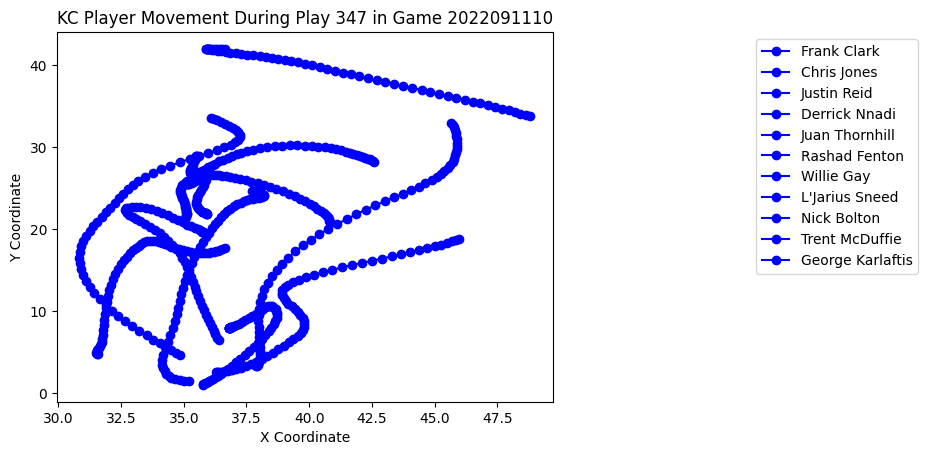 KC Player Movement During Play 347 in Game 2022091110
Frank Clark
Chris Jones
Justin Reid
Derrick Nnadi
Juan Thornhill
Rashad Fenton
Willie Gay
L'Jarius Sneed
Nick Bolton
Trent McDuffie
George Karlaftis
Y Coordinate
40
30
20
10
0
30.0 32.5 35.0 37.5 40.0 42.5 45.0 47.5
X Coordinate